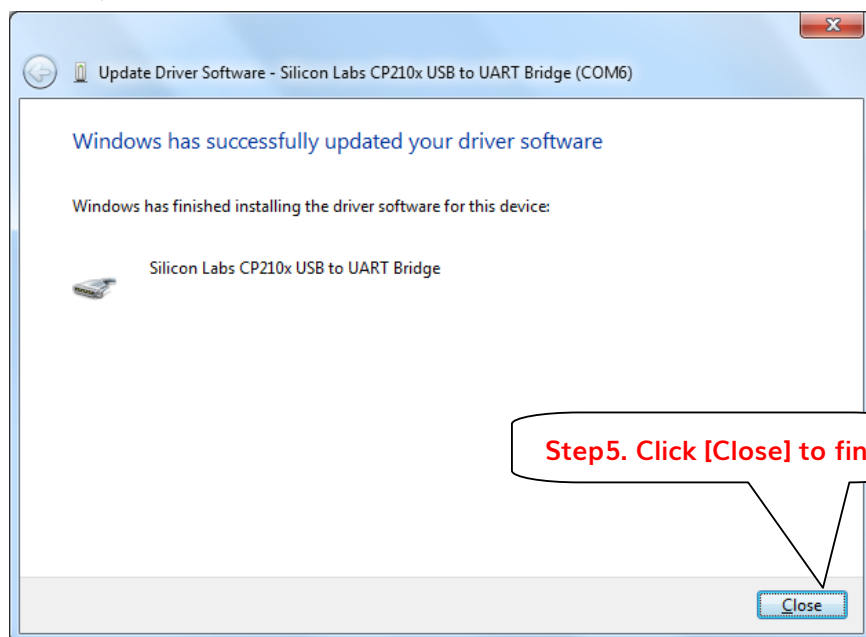 Update Driver Software - Silicon Labs CP210x USB to UART Bridge (COM6)
Windows has successfully updated your driver software
Windows has finished installing the driver software for this device:
Silicon Labs CP210x USB to UART Bridge
Step5. Click [Close] to fin
Close